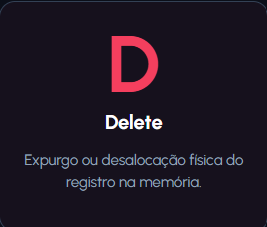 D
Delete
Expurgo ou desalocação física do
registro na memória.